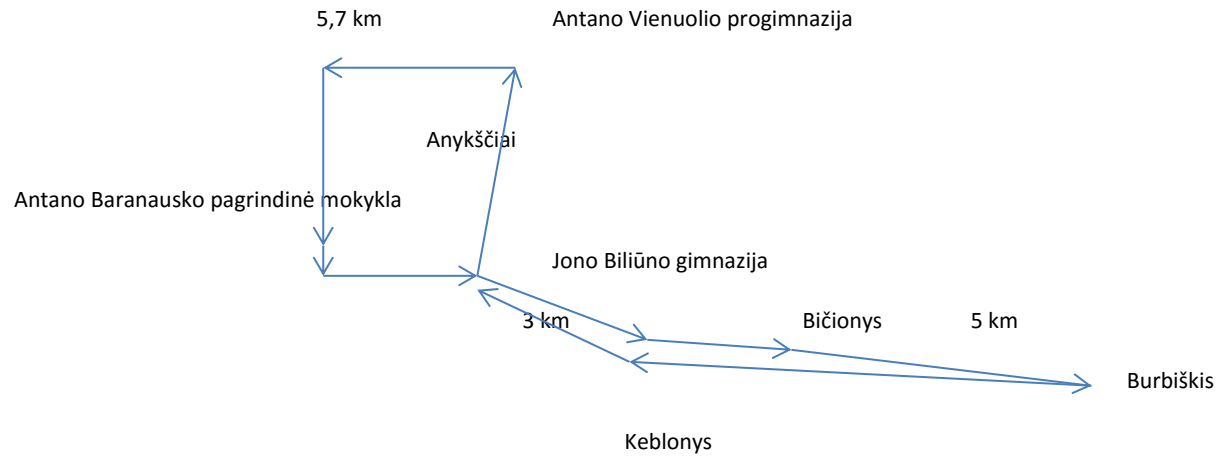 5,7 km Antano Vienuolio progimnazija
Anykščiai
Antano Baranausko pagrindinė mokykla
Jono Biliūno gimnazija
3 km Bičionys 5 km
Burbiškis
Keblonys